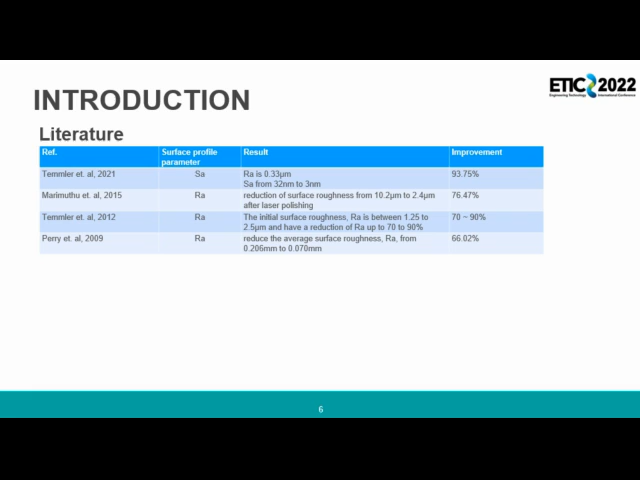 ETIC 2022
Engineering Technology International Conference
INTRODUCTION
Literature
Ref. Surface profile parameter Result Improvement
Temmler et. al, 2021 Sa Ra is 0.33μm
Sa from 32nm to 3nm 93.75%
Marimuthu et. al, 2015 Ra reduction of surface roughness from 10.2μm to 2.4μm
after laser polishing 76.47%
Temmler et. al, 2012 Ra The initial surface roughness, Ra is between 1.25 to
2.5μm and have a reduction of Ra up to 70 to 90% 70 ~ 90%
Perry et. al, 2009 Ra reduce the average surface roughness, Ra, from
0.206mm to 0.070mm 66.02%
6